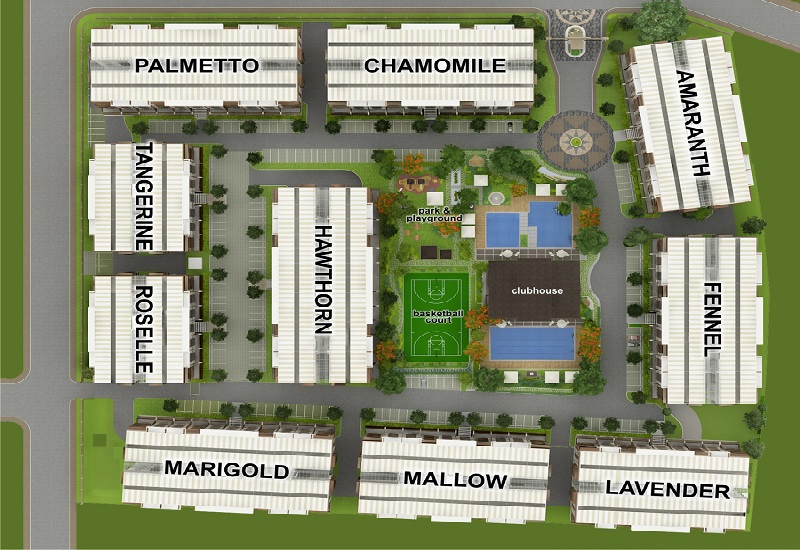 PALMETTO
CHAMOMILE
AMARANTH
TANGERINE
HAWTHORN
park &
playground
ROSELLE
clubhouse
basketball
court
FENNEL
MARIGOLD
MALLOW
LAVENDER